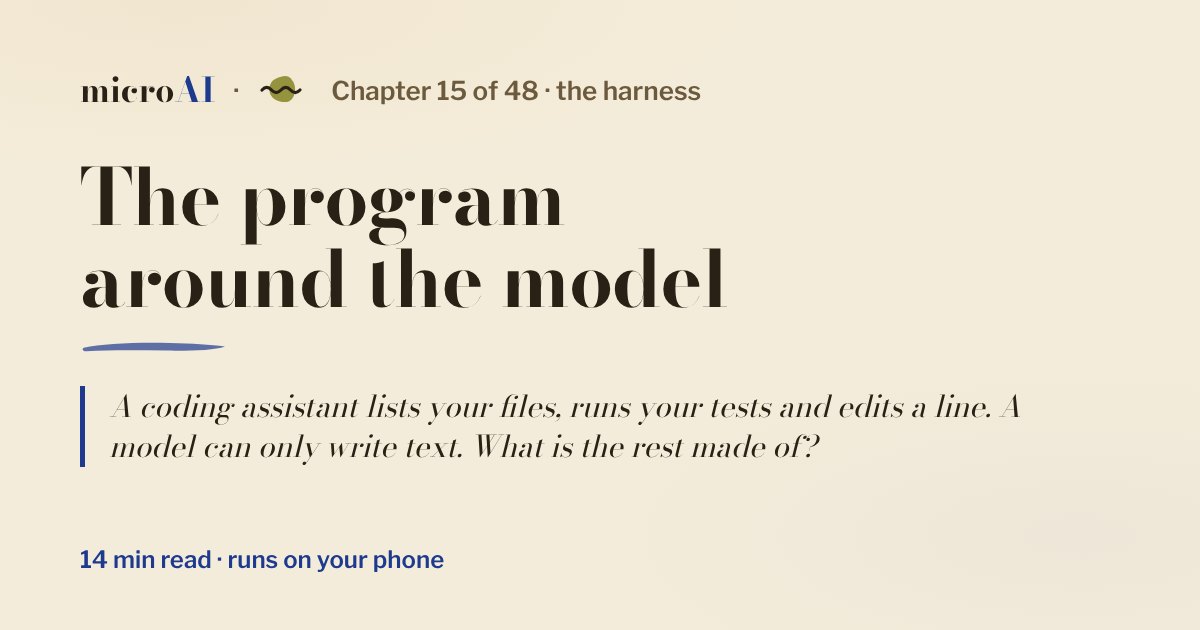 microAI · Chapter 15 of 48 · the harness
The program
around the model
A coding assistant lists your files, runs your tests and edits a line. A
model can only write text. What is the rest made of?
14 min read · runs on your phone